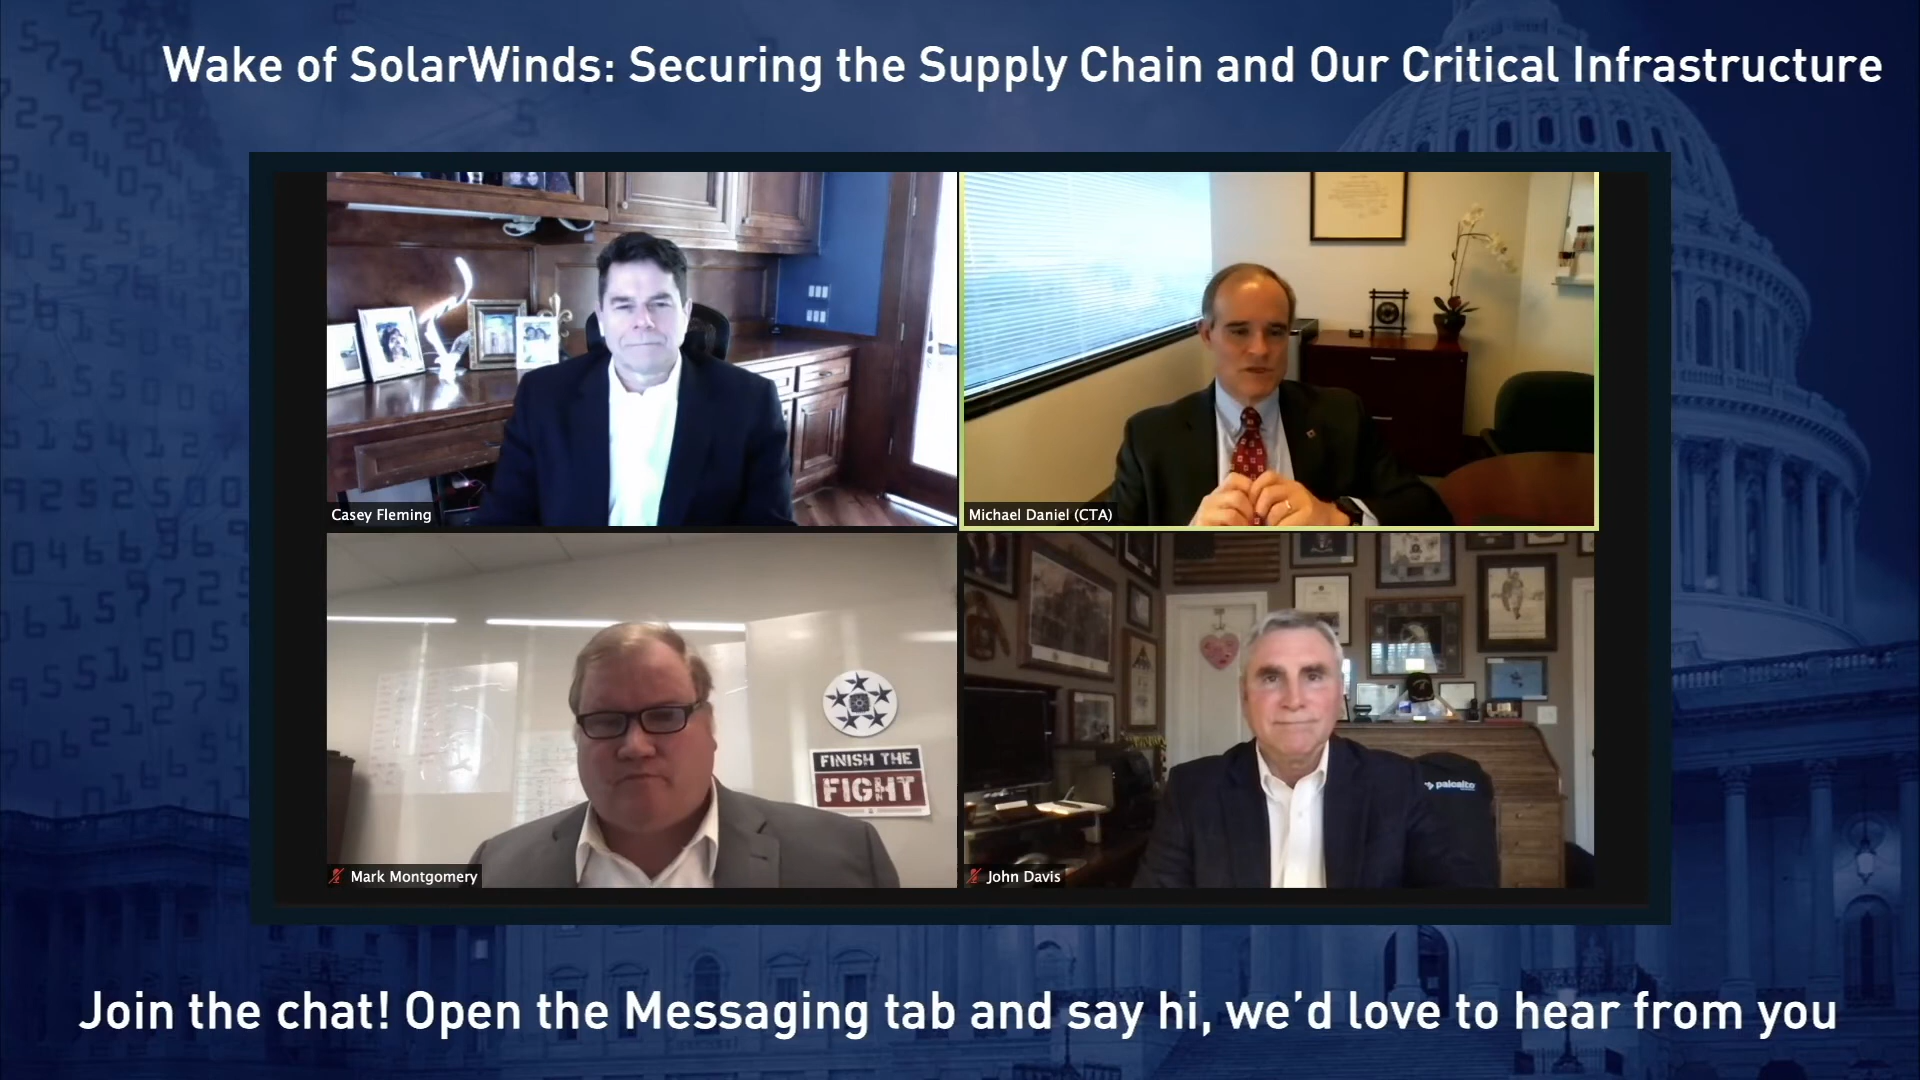 Wake of SolarWinds: Securing the Supply Chain and Our Critical Infrastructure
Casey Fleming
Michael Daniel (CTA)
FINISH THE
FIGHT
paloalto
Mark Montgomery
John Davis
Join the chat! Open the Messaging tab and say hi, we'd love to hear from you